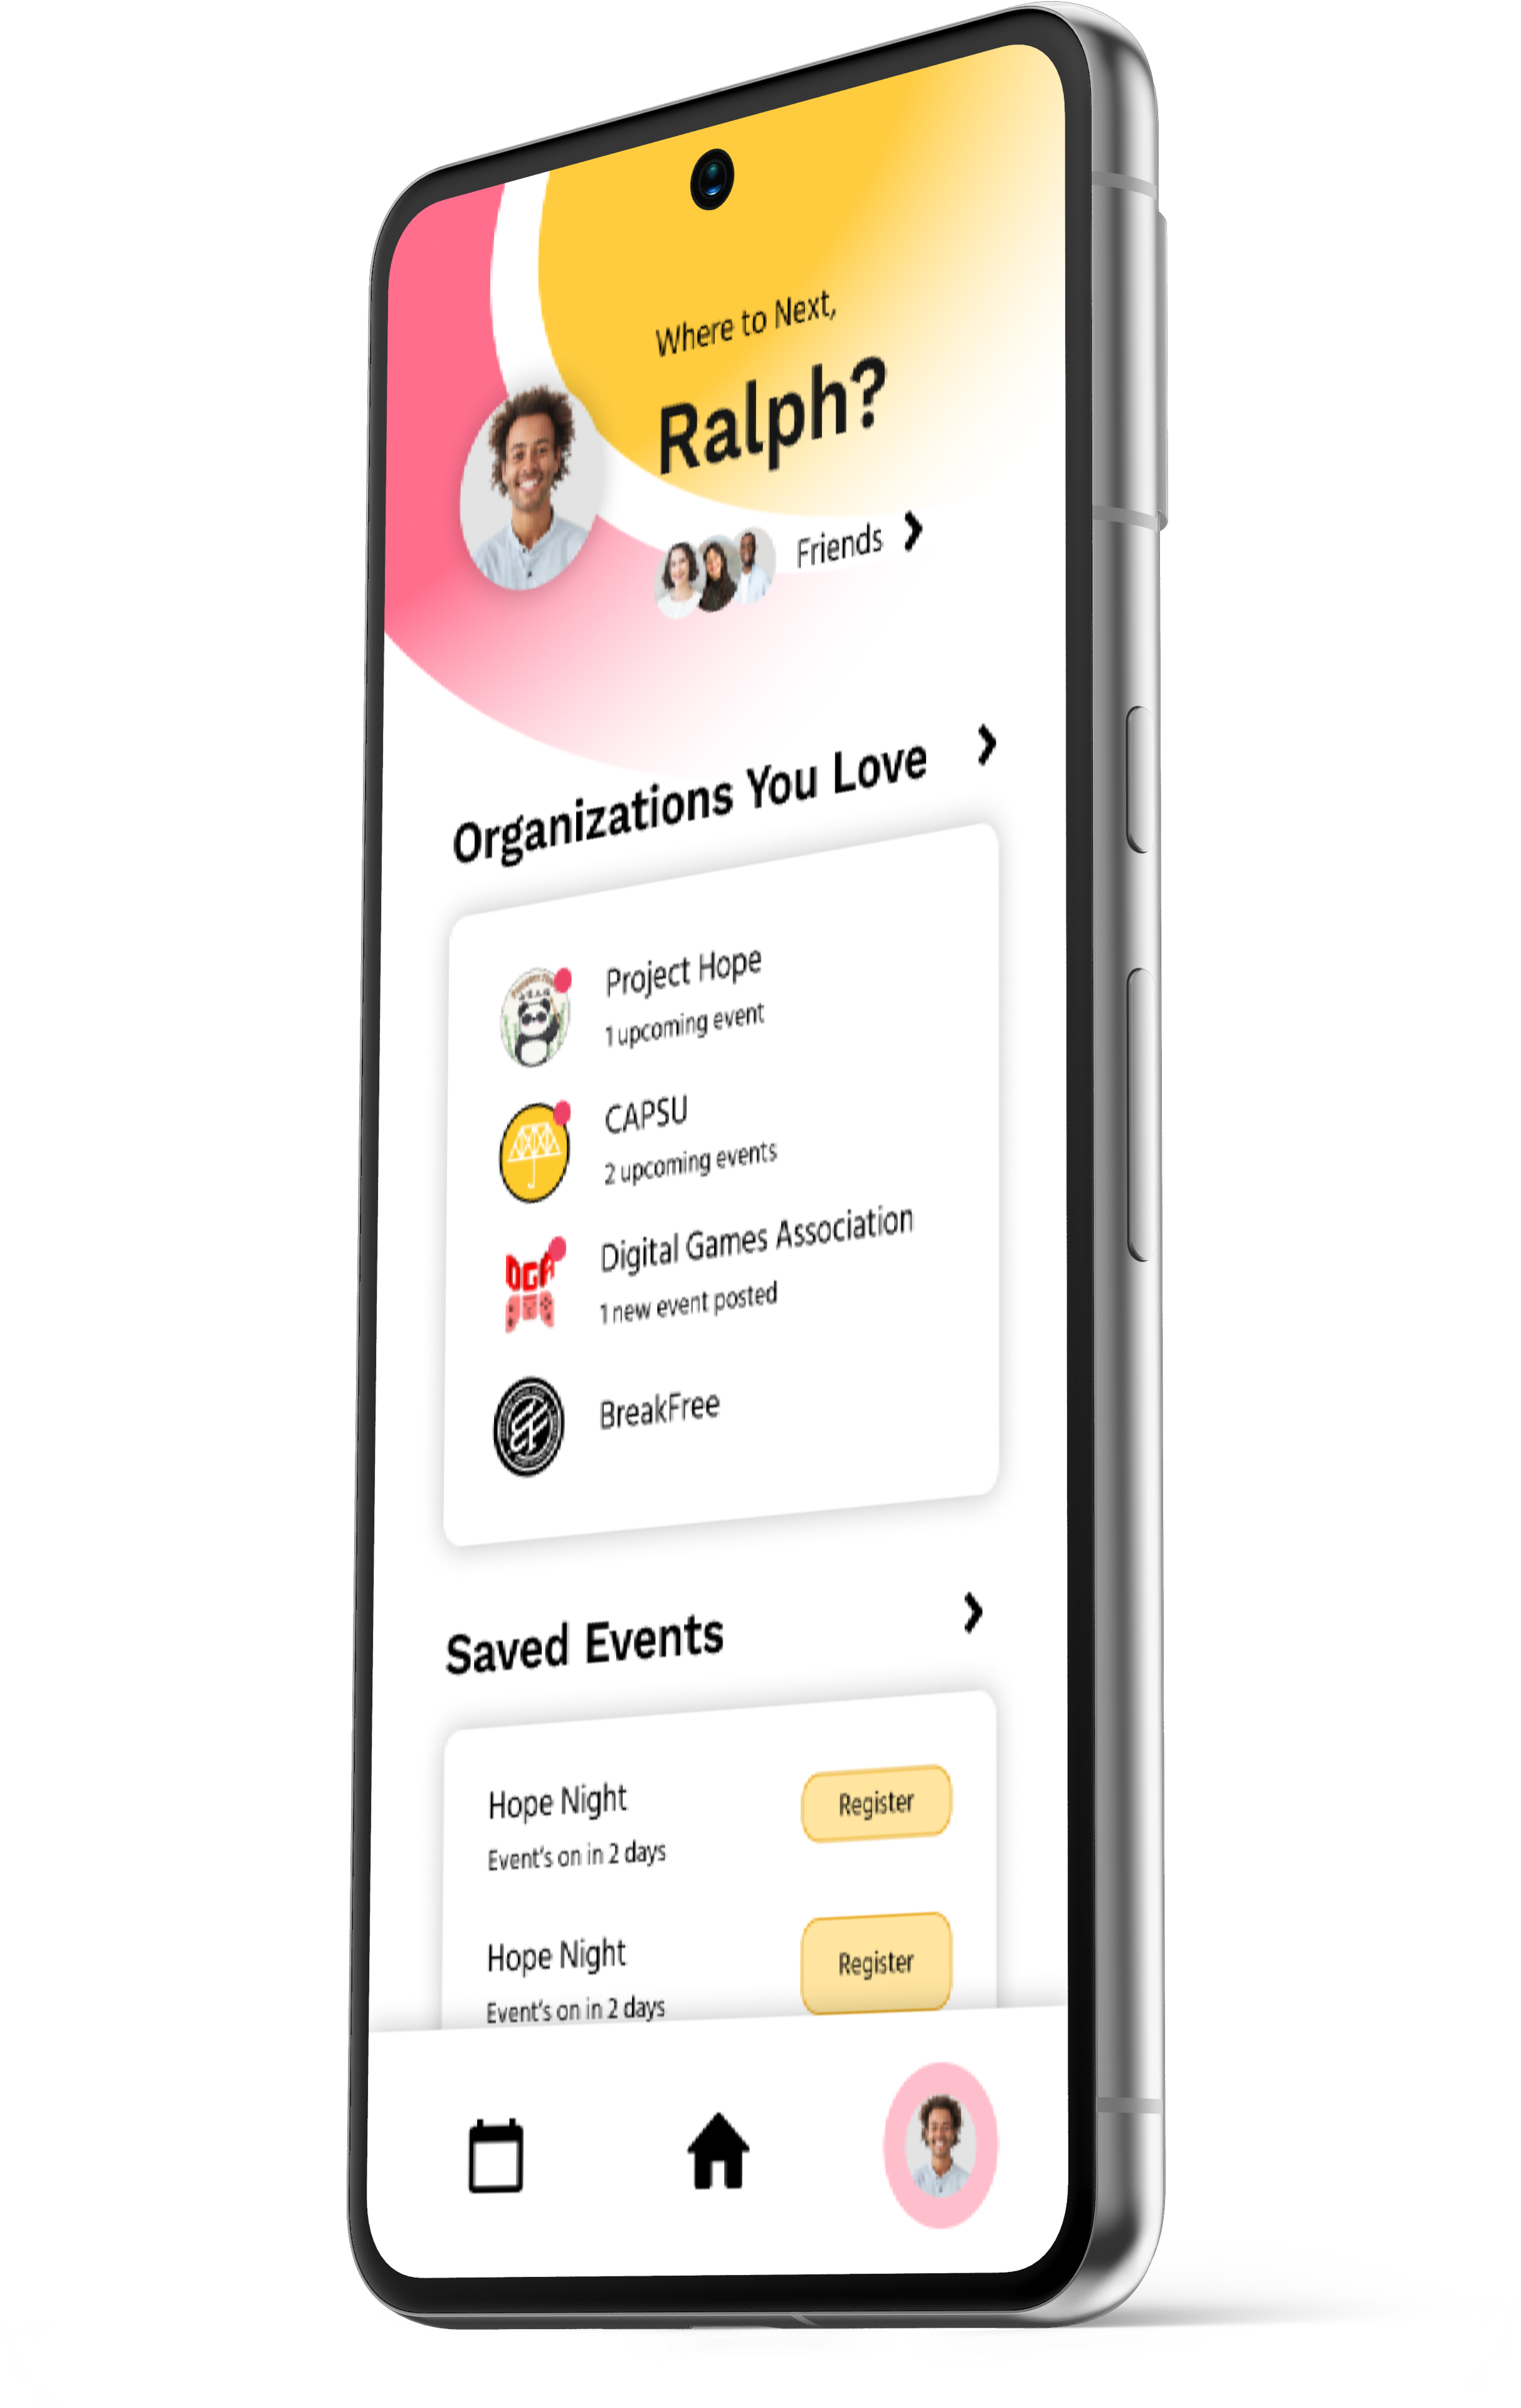 Where to Next,
Ralph?
Friends
Organizations You Love
Project Hope
1 upcoming event
CAPSU
2 upcoming events
DGA
Digital Games Association
1 new event posted
BreakFree
Saved Events
Hope Night
Register
Event's on in 2 days
Hope Night
Register
Event's on in 2 days